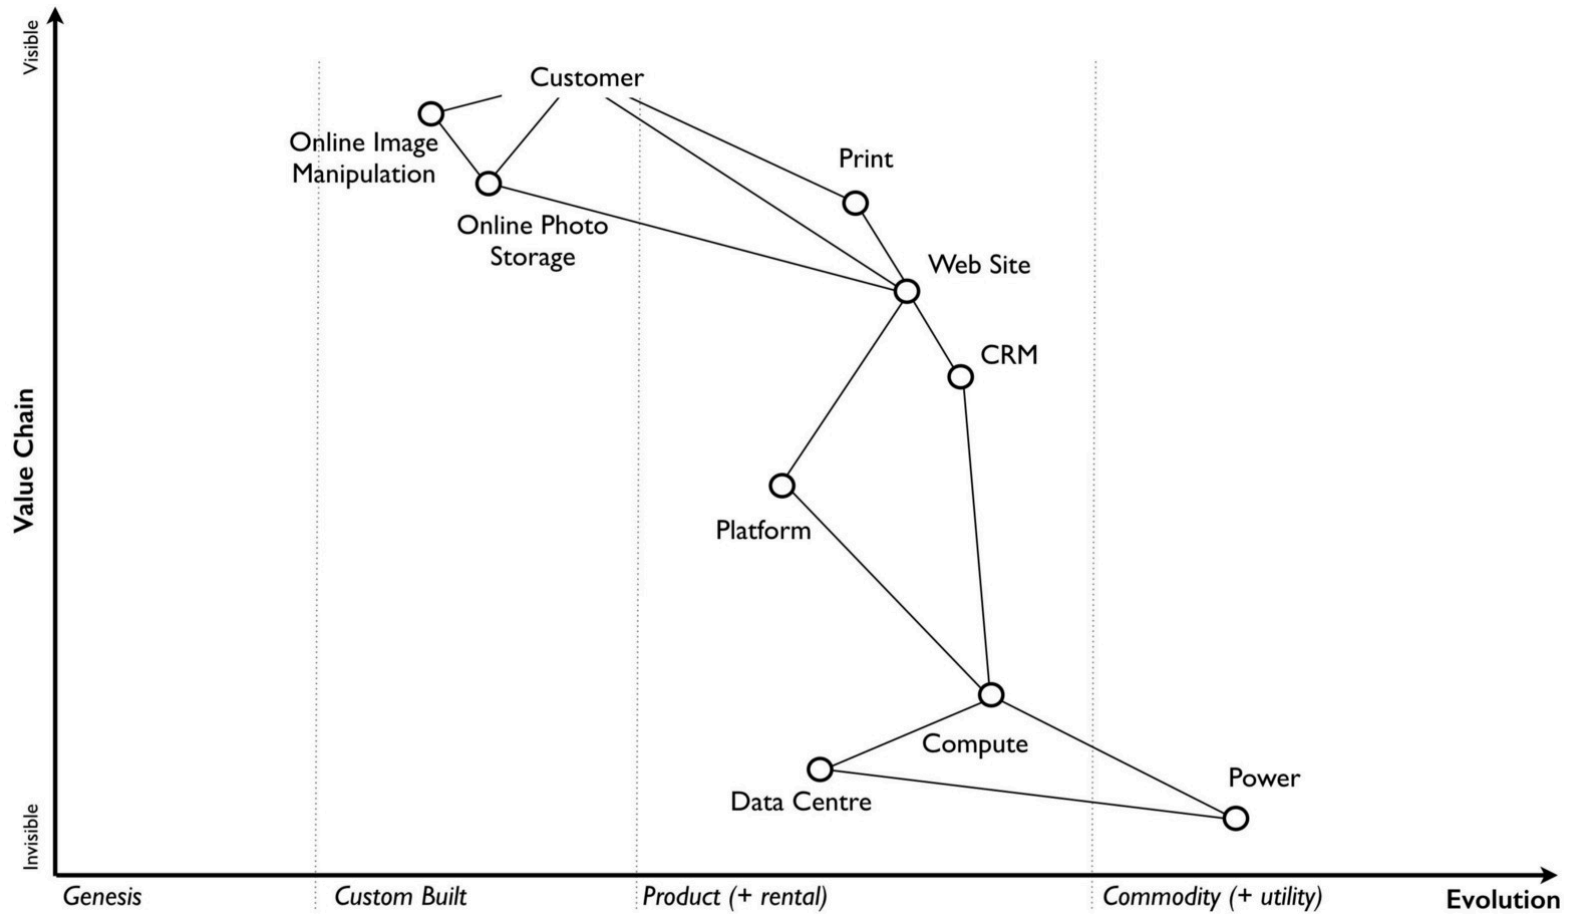 Visible
Customer
Online Image
Manipulation
Print
Online Photo
Storage
Web Site
CRM
Value Chain
Platform
Compute
Power
Data Centre
Invisible
Genesis
Custom Built
Product (+ rental)
Commodity (+ utility)
Evolution